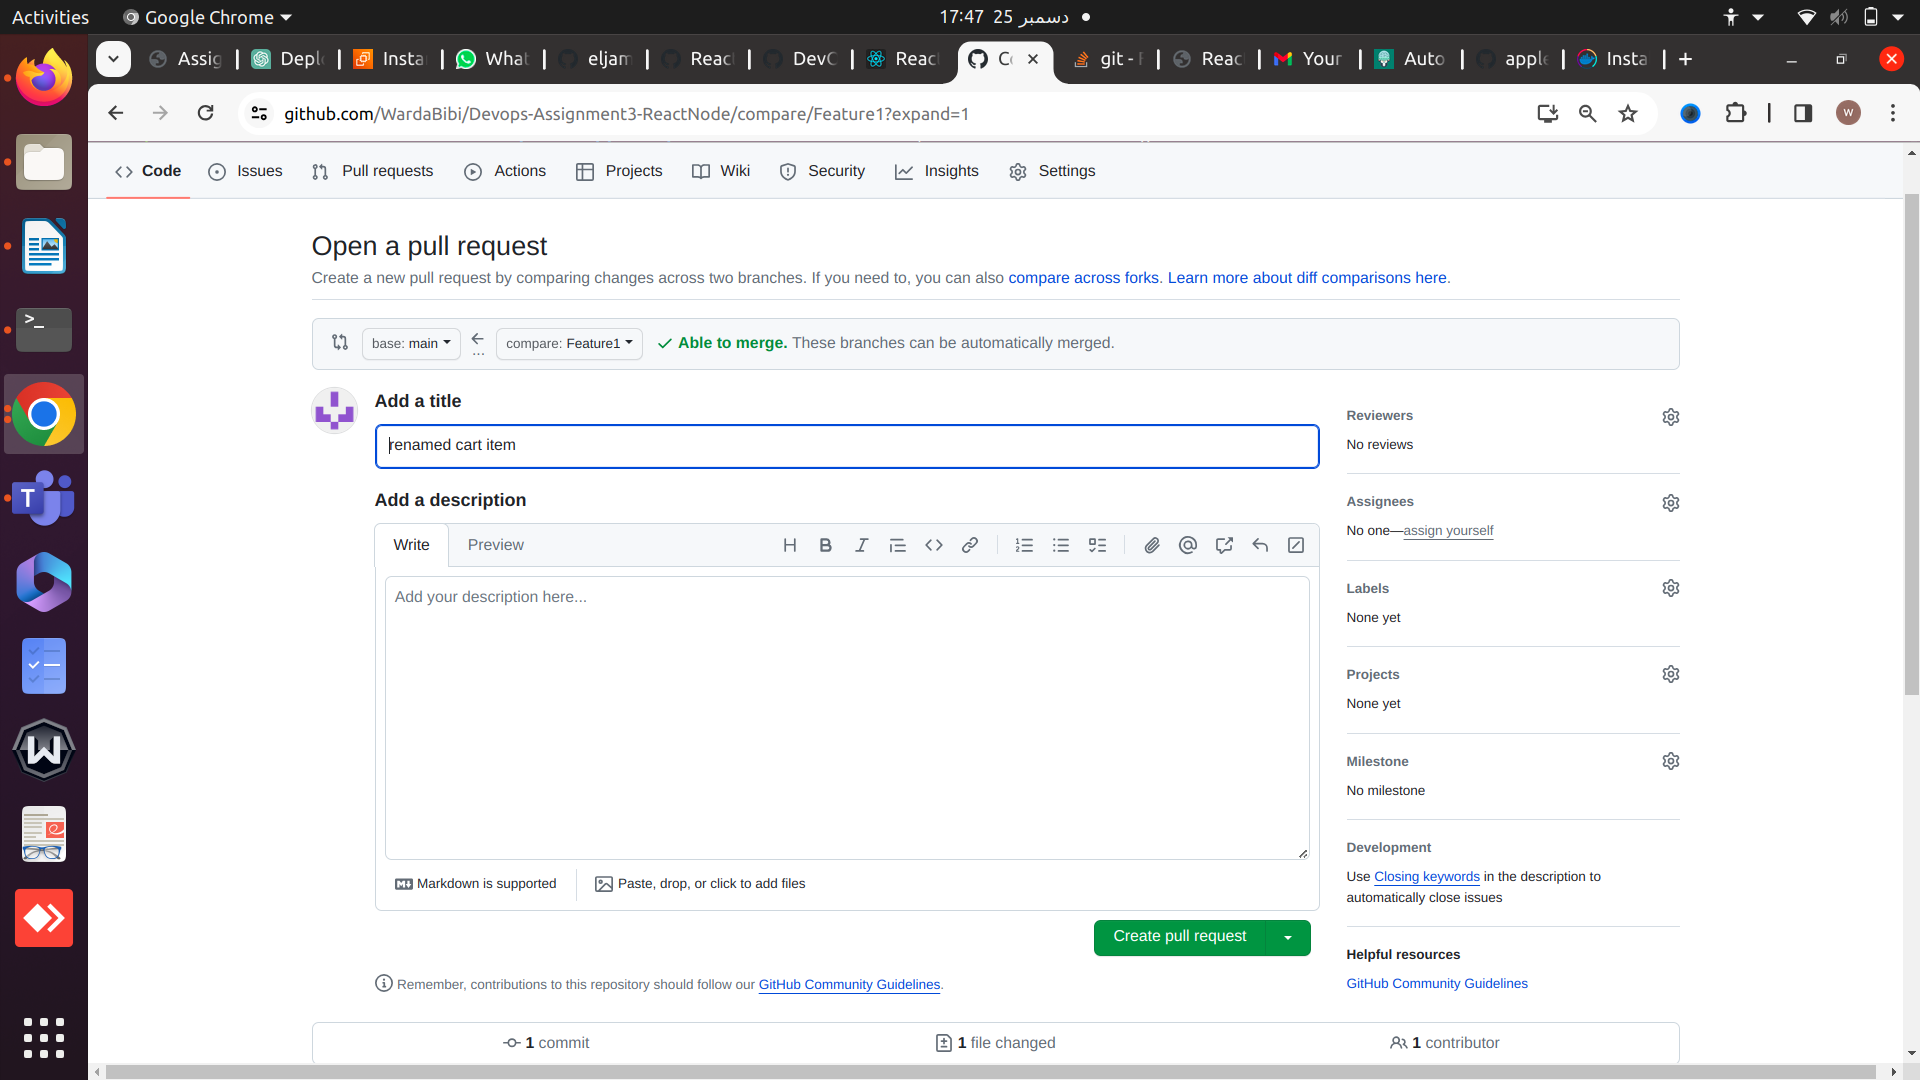 Activities
Google Chrome
17:47 25 دسمبر
Assig
Deplo
Insta
What
eljam
Reac
DevO
React
Co
git - 
Reac
Your
Auto
apple
Insta
github.com/WardaBibi/Devops-Assignment3-ReactNode/compare/Feature1?expand=1
W
Code
Issues
Pull requests
Actions
Projects
Wiki
Security
Insights
Settings
Open a pull request
Create a new pull request by comparing changes across two branches. If you need to, you can also compare across forks. Learn more about diff comparisons here.
base: main
...
compare: Feature1
Able to merge. These branches can be automatically merged.
Add a title
renamed cart item
Add a description
Write
Preview
Add your description here...
Markdown is supported
Paste, drop, or click to add files
Create pull request
Remember, contributions to this repository should follow our GitHub Community Guidelines.
Reviewers
No reviews
Assignees
No one—assign yourself
Labels
None yet
Projects
None yet
Milestone
No milestone
Development
Use Closing keywords in the description to
automatically close issues
Helpful resources
GitHub Community Guidelines
1 commit
1 file changed
1 contributor